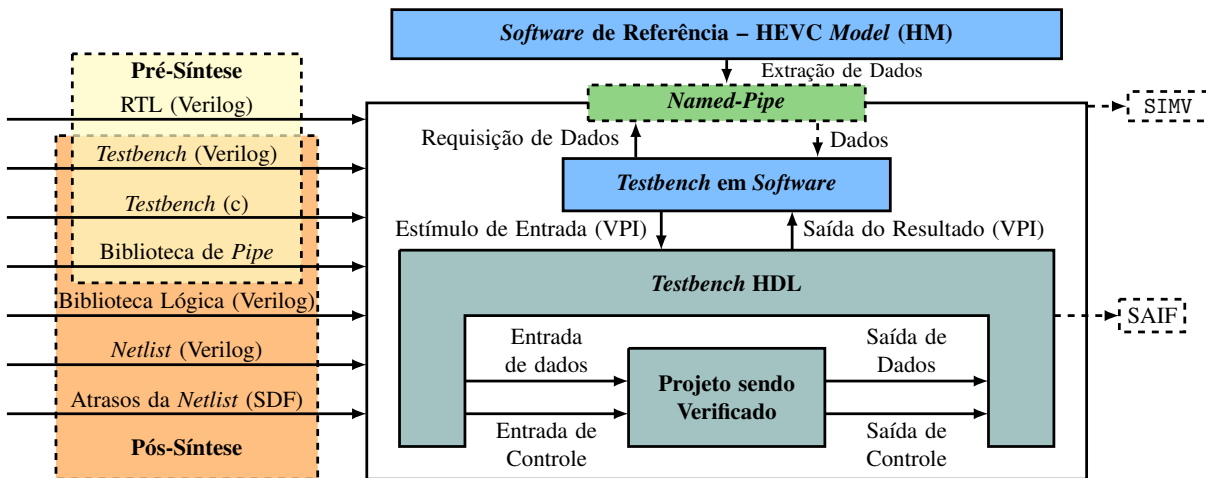 Software de Referência – HEVC Model (HM)
Extração de Dados
Pré-Síntese
RTL (Verilog)
Testbench (Verilog)
Testbench (c)
Biblioteca de Pipe
Biblioteca Lógica (Verilog)
Netlist (Verilog)
Atrasos da Netlist (SDF)
Pós-Síntese
Named-Pipe
Requisição de Dados
Dados
Testbench em Software
Estímulo de Entrada (VPI)
Saída do Resultado (VPI)
Testbench HDL
Entrada
de dados
Saída de
Dados
Projeto sendo
Verificado
Entrada de
Controle
Saída de
Controle
SIMV
SAIF